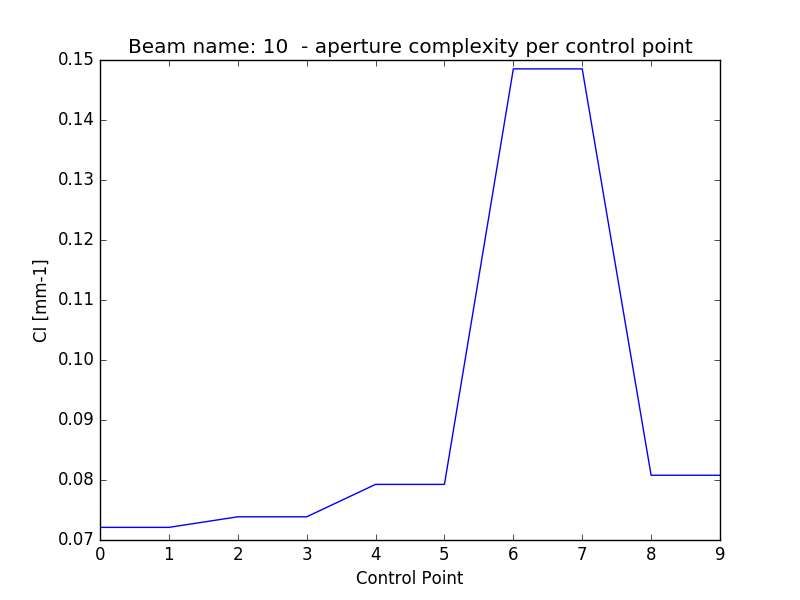 Beam name: 10  - aperture complexity per control point
0.15
0.14
0.13
0.12
0.11
0.10
0.09
0.08
0.07
CI [mm-1]
0 1 2 3 4 5 6 7 8 9
Control Point